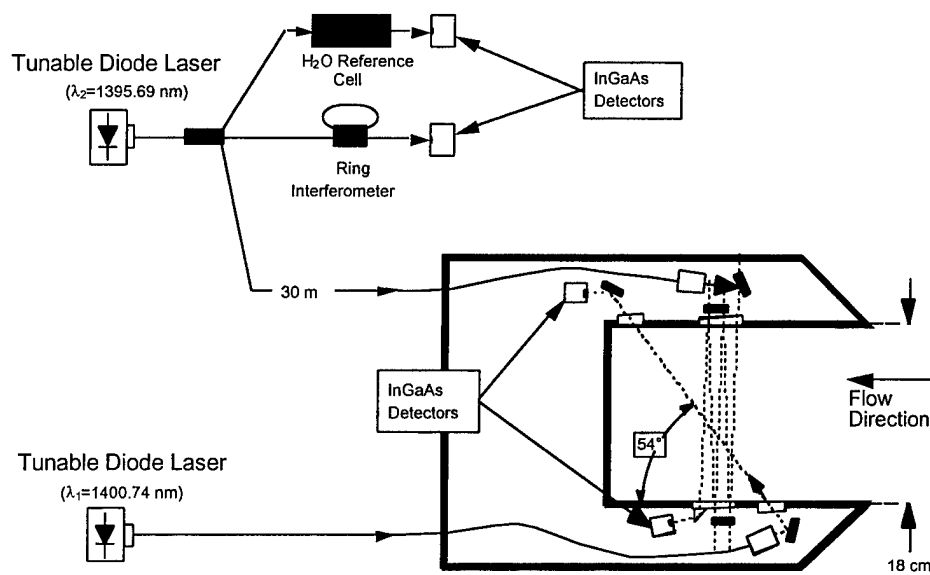 Tunable Diode Laser
(λ₂=1395.69 nm)
H₂O Reference
Cell
InGaAs
Detectors
Ring
Interferometer
30 m
InGaAs
Detectors
Flow
Direction
54°
Tunable Diode Laser
(λ₁=1400.74 nm)
18 cm